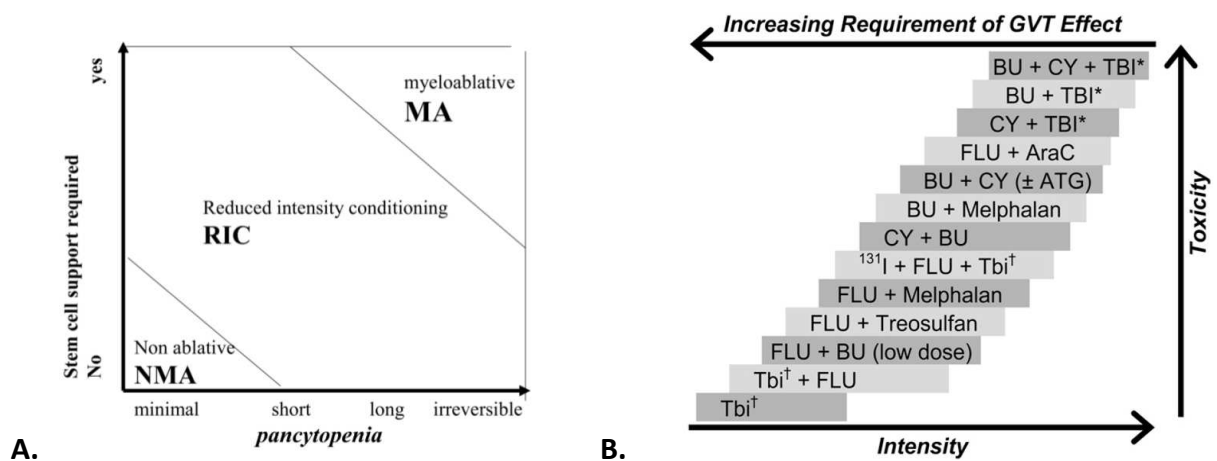 Stem cell support required
yes
No
myeloablative
MA
Reduced intensity conditioning
RIC
Non ablative
NMA
minimal short long irreversible
pancytopenia
A.
Increasing Requirement of GVT Effect
BU + CY + TBI*
BU + TBI*
CY + TBI*
FLU + AraC
BU + CY (± ATG)
BU + Melphalan
CY + BU
¹³¹I + FLU + Tbi†
FLU + Melphalan
FLU + Treosulfan
FLU + BU (low dose)
Tbi† + FLU
Tbi†
Toxicity
Intensity
B.